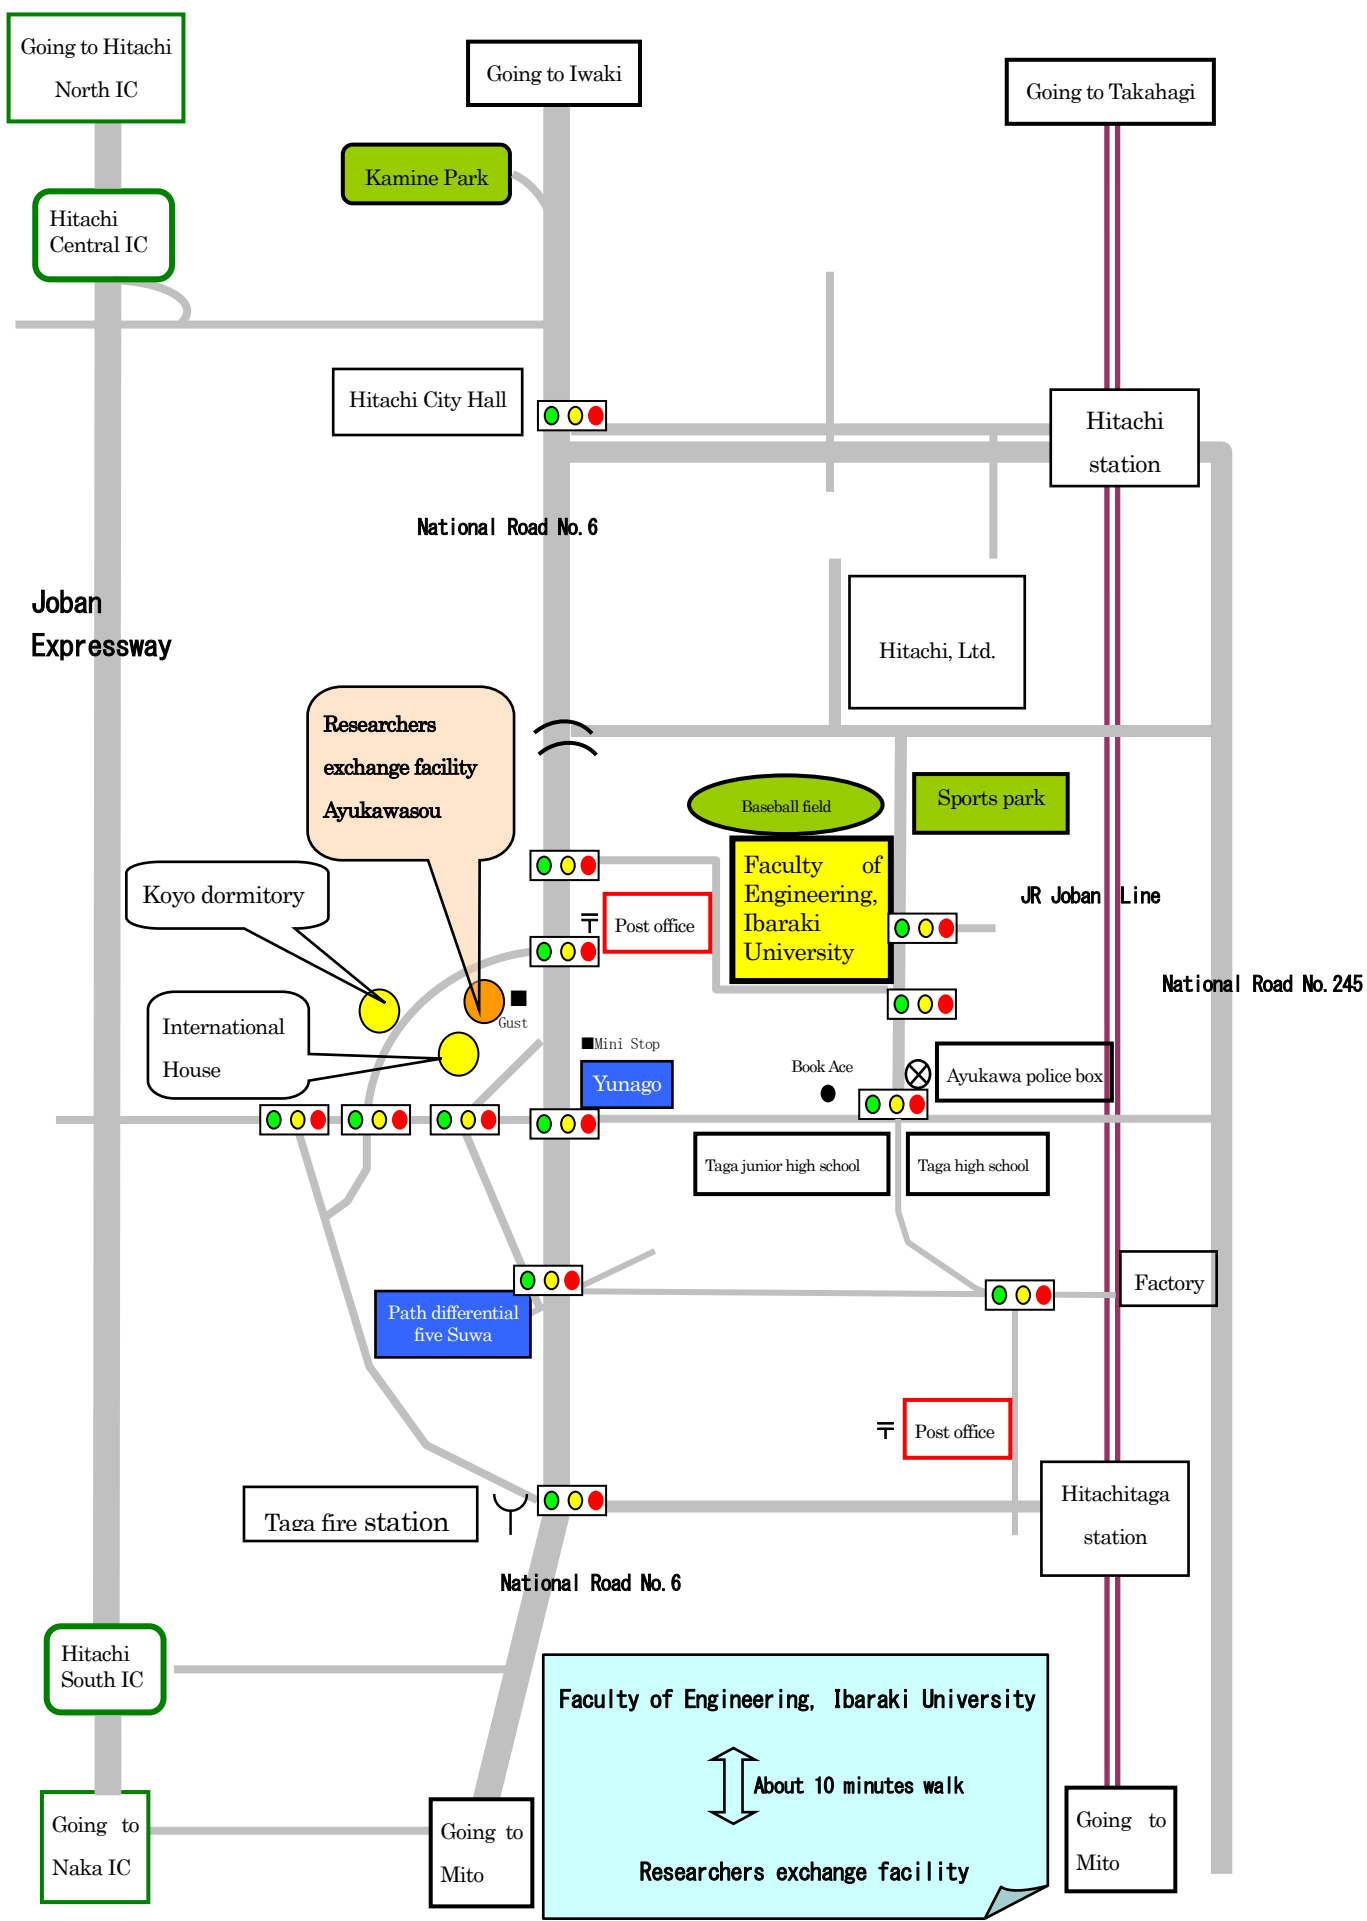 Going to Hitachi
North IC
Going to Iwaki
Going to Takahagi
Kamine Park
Hitachi
Central IC
Hitachi City Hall
Hitachi
station
National Road No.6
Joban
Expressway
Hitachi, Ltd.
Researchers
exchange facility
Ayukawasou
Baseball field
Sports park
Faculty of
Engineering,
Ibaraki
University
Koyo dormitory
JR Joban Line
〒
Post office
National Road No.245
International
House
■
Gust
■Mini Stop
Yunago
Book Ace
Ayukawa police box
Taga junior high school
Taga high school
Path differential
five Suwa
Factory
〒
Post office
Hitachitaga
station
Taga fire station
National Road No.6
Hitachi
South IC
Faculty of Engineering, Ibaraki University
About 10 minutes walk
Researchers exchange facility
Going to
Naka IC
Going to
Mito
Going to
Mito